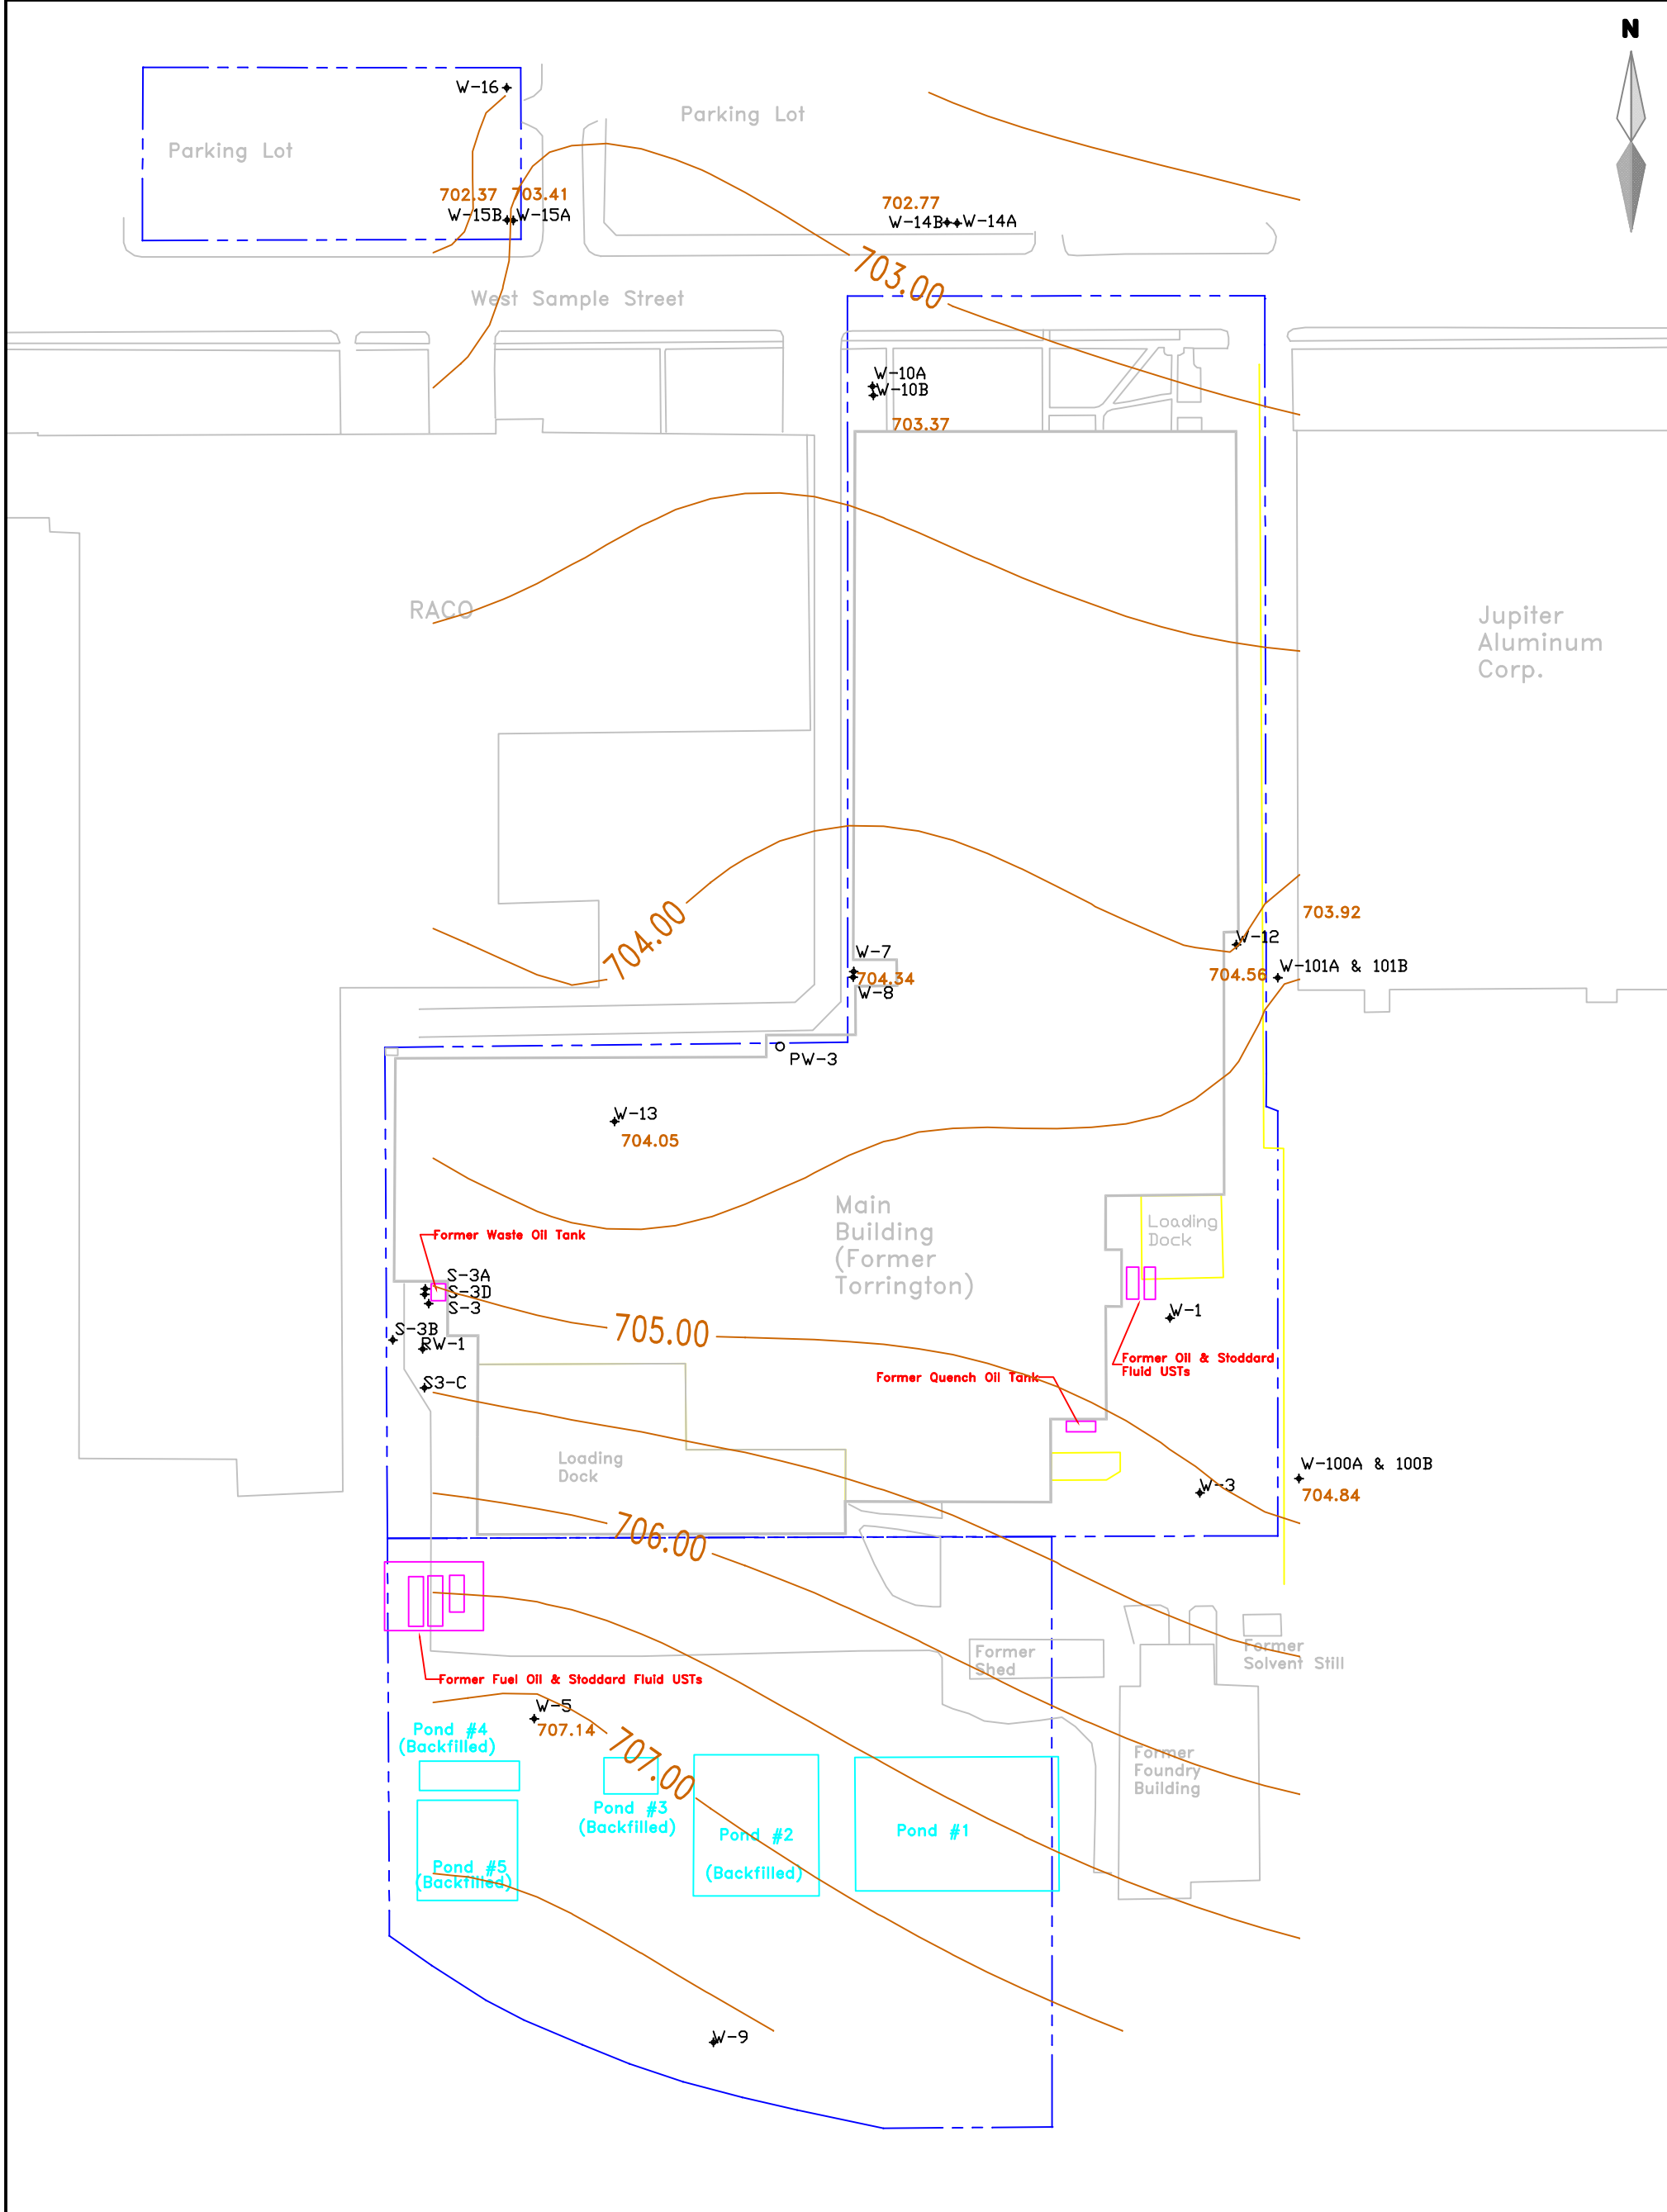 N
W-16
Parking Lot
Parking Lot
702.37
703.41
W-15B
W-15A
702.77
W-14B
W-14A
703.00
West Sample Street
W-10A
W-10B
703.37
RACO
Jupiter
Aluminum
Corp.
704.00
703.92
W-12
W-7
704.34
W-8
704.56
W-101A & 101B
PW-3
W-13
704.05
Main
Building
(Former
Torrington)
Loading
Dock
Former Waste Oil Tank
S-3A
S-3D
S-3
S-3B
RW-1
S3-C
705.00
W-1
Former Oil & Stoddard
Fluid USTs
Former Quench Oil Tank
Loading
Dock
W-3
W-100A & 100B
704.84
706.00
Former
Shed
Former
Solvent Still
Former Fuel Oil & Stoddard Fluid USTs
W-5
707.14
707.00
Pond #4
(Backfilled)
Pond #3
(Backfilled)
Pond #2
(Backfilled)
Pond #1
Former
Foundry
Building
Pond #5
(Backfilled)
W-9